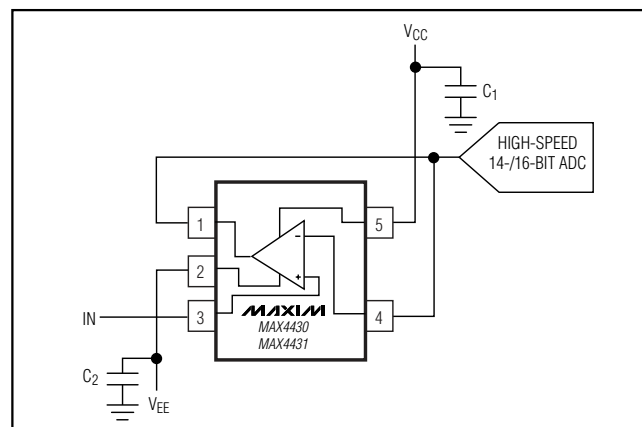 VCC
C1
HIGH-SPEED
14-/16-BIT ADC
1
5
-
2
+
IN
3
4
MAXIM
MAX4430
MAX4431
C2
VEE